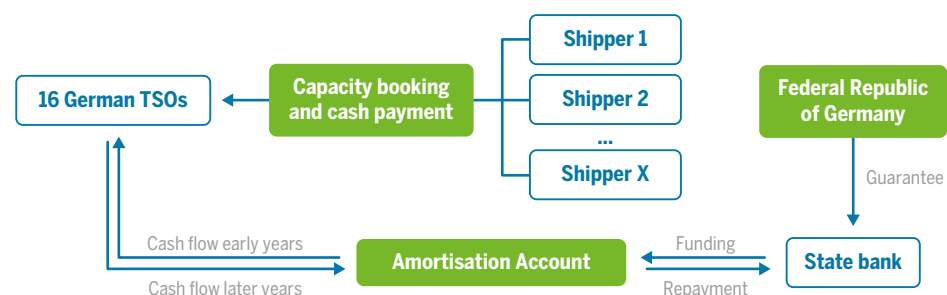 Shipper 1
16 German TSOs
Capacity booking
and cash payment
Shipper 2
Federal Republic
of Germany
...
Shipper X
Guarantee
Cash flow early years
Amortisation Account
Funding
State bank
Cash flow later years
Repayment